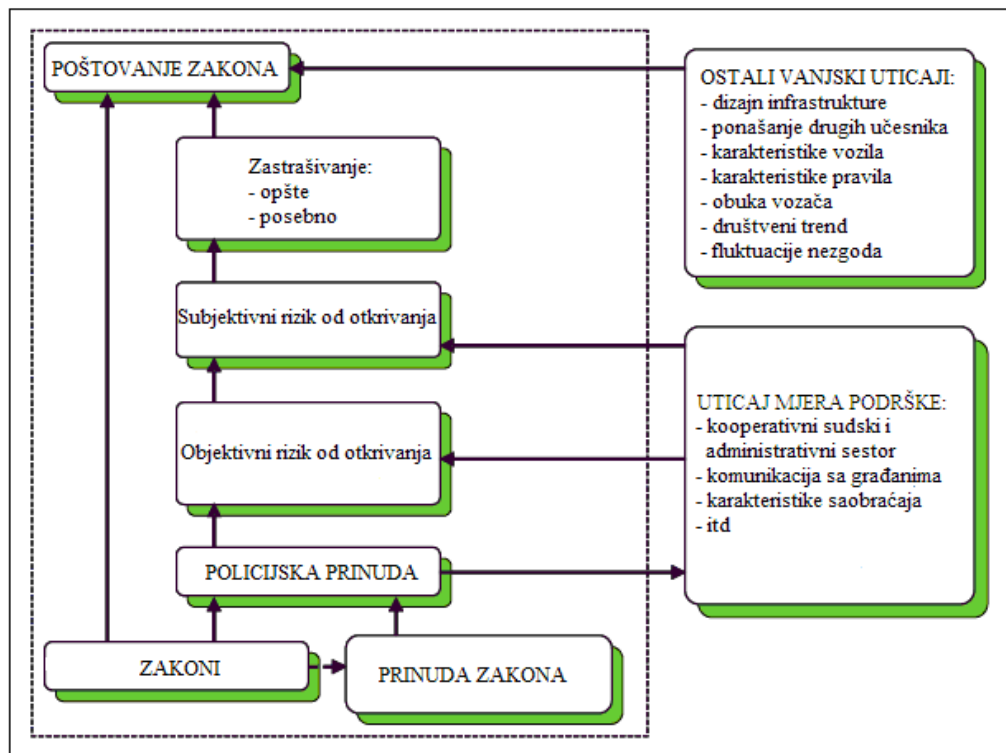 POŠTOVANJE ZAKONA
Zastrašivanje:
- opšte
- posebno
Subjektivni rizik od otkrivanja
Objektivni rizik od otkrivanja
POLICIJSKA PRINUDA
ZAKONI
PRINUDA ZAKONA
OSTALI VANJSKI UTICAJI:
- dizajn infrastrukture
- ponašanje drugih učesnika
- karakteristike vozila
- karakteristike pravila
- obuka vozača
- društveni trend
- fluktuacije nezgoda
UTICAJ MJERA PODRŠKE:
- kooperativni sudski i
administrativni sestor
- komunikacija sa građanima
- karakteristike saobraćaja
- itd